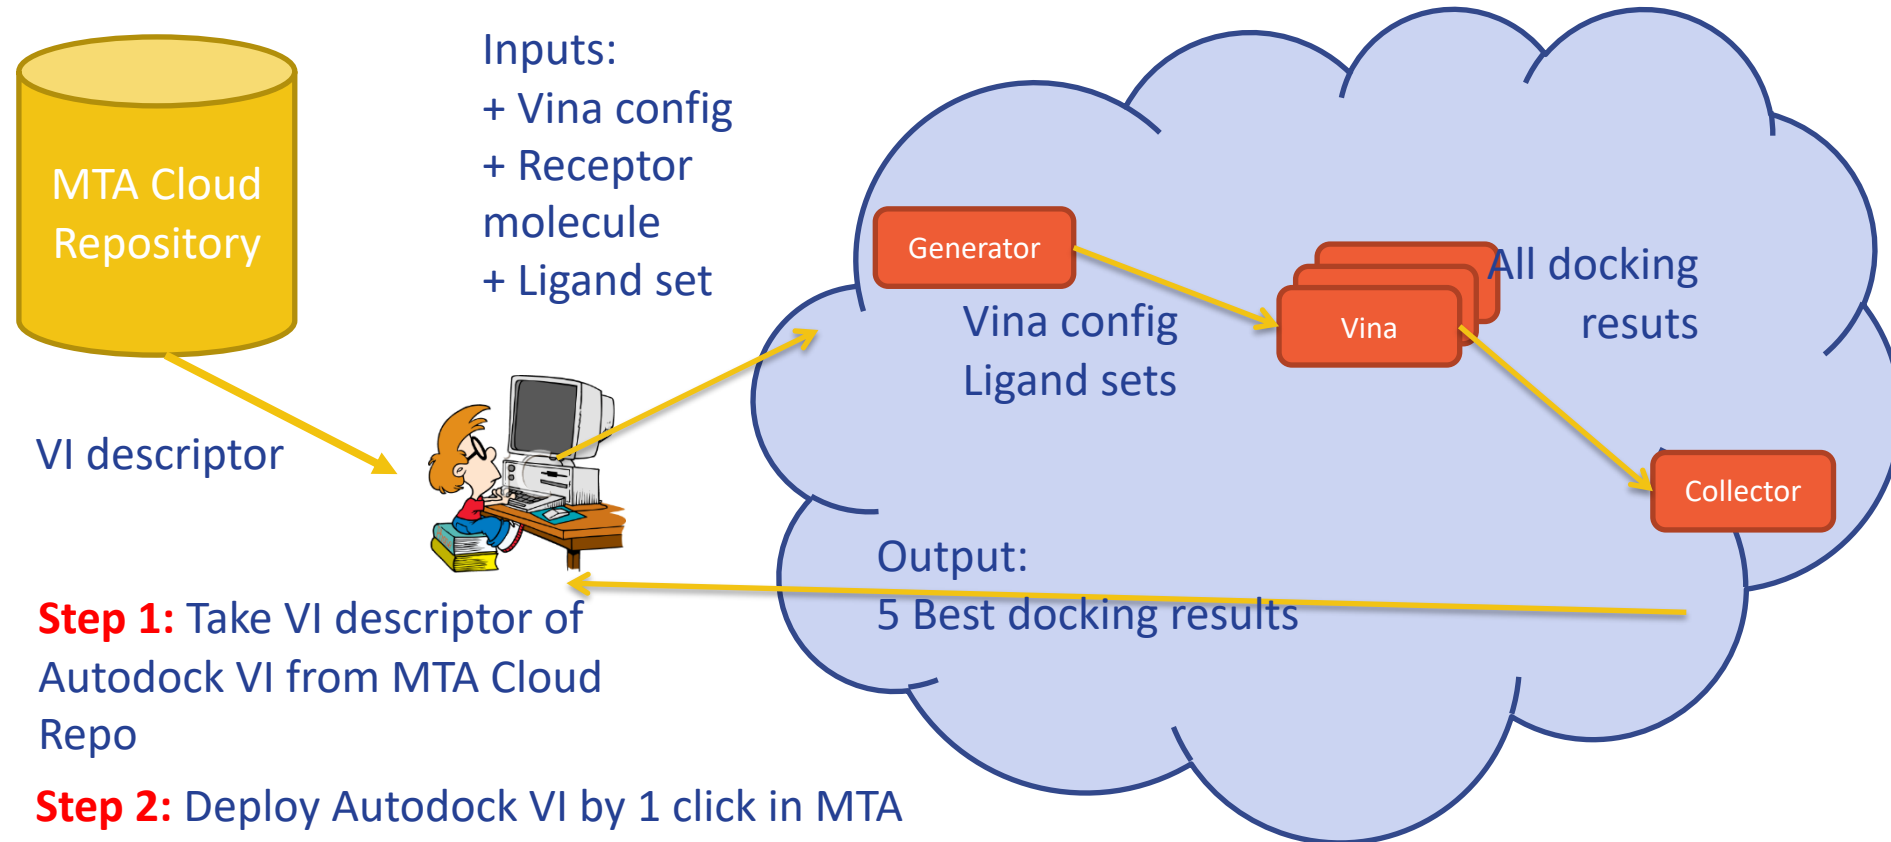 MTA Cloud
Repository
Inputs:
+ Vina config
+ Receptor
molecule
+ Ligand set
Generator
Vina config
Ligand sets
Vina
All docking
resuts
Collector
VI descriptor
Output:
5 Best docking results
Step 1: Take VI descriptor of
Autodock VI from MTA Cloud
Repo
Step 2: Deploy Autodock VI by 1 click in MTA